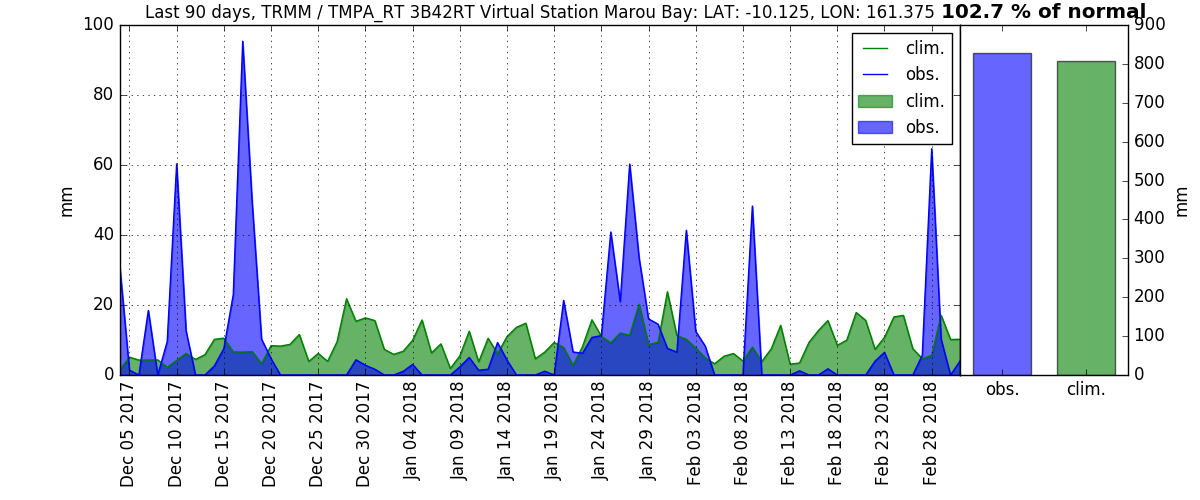 Last 90 days, TRMM / TMPA_RT 3B42RT Virtual Station Marou Bay: LAT: -10.125, LON: 161.375 102.7 % of normal
mm
100
80
60
40
20
0
clim.
obs.
clim.
obs.
900
800
700
600
500
400
300
200
100
0
mm
Dec 05 2017
Dec 10 2017
Dec 15 2017
Dec 20 2017
Dec 25 2017
Dec 30 2017
Jan 04 2018
Jan 09 2018
Jan 14 2018
Jan 19 2018
Jan 24 2018
Jan 29 2018
Feb 03 2018
Feb 08 2018
Feb 13 2018
Feb 18 2018
Feb 23 2018
Feb 28 2018
obs.
clim.